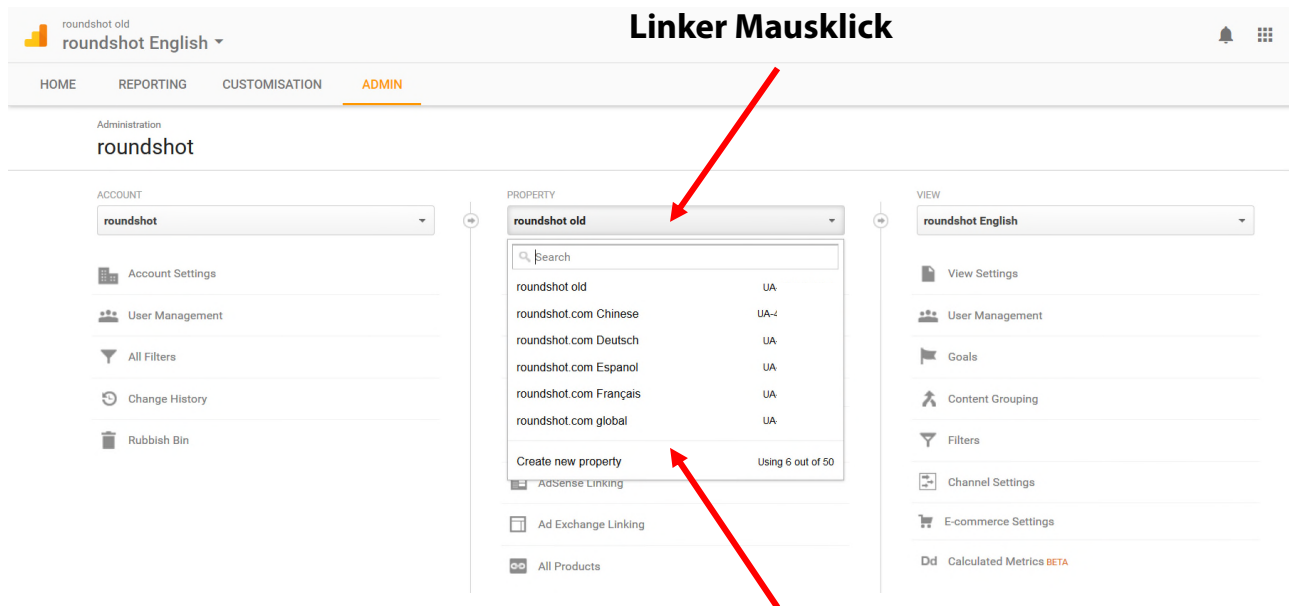 roundshot old
roundshot English
Linker Mausklick
HOME REPORTING CUSTOMISATION ADMIN
Administration
roundshot
ACCOUNT
roundshot
Account Settings
User Management
All Filters
Change History
Rubbish Bin
PROPERTY
roundshot old
Search
roundshot old UA-
roundshot.com Chinese UA-4
roundshot.com Deutsch UA-
roundshot.com Espanol UA-
roundshot.com Français UA-
roundshot.com global UA-
Create new property Using 6 out of 50
AdSense Linking
Ad Exchange Linking
All Products
VIEW
roundshot English
View Settings
User Management
Goals
Content Grouping
Filters
Channel Settings
E-commerce Settings
Dd Calculated Metrics BETA